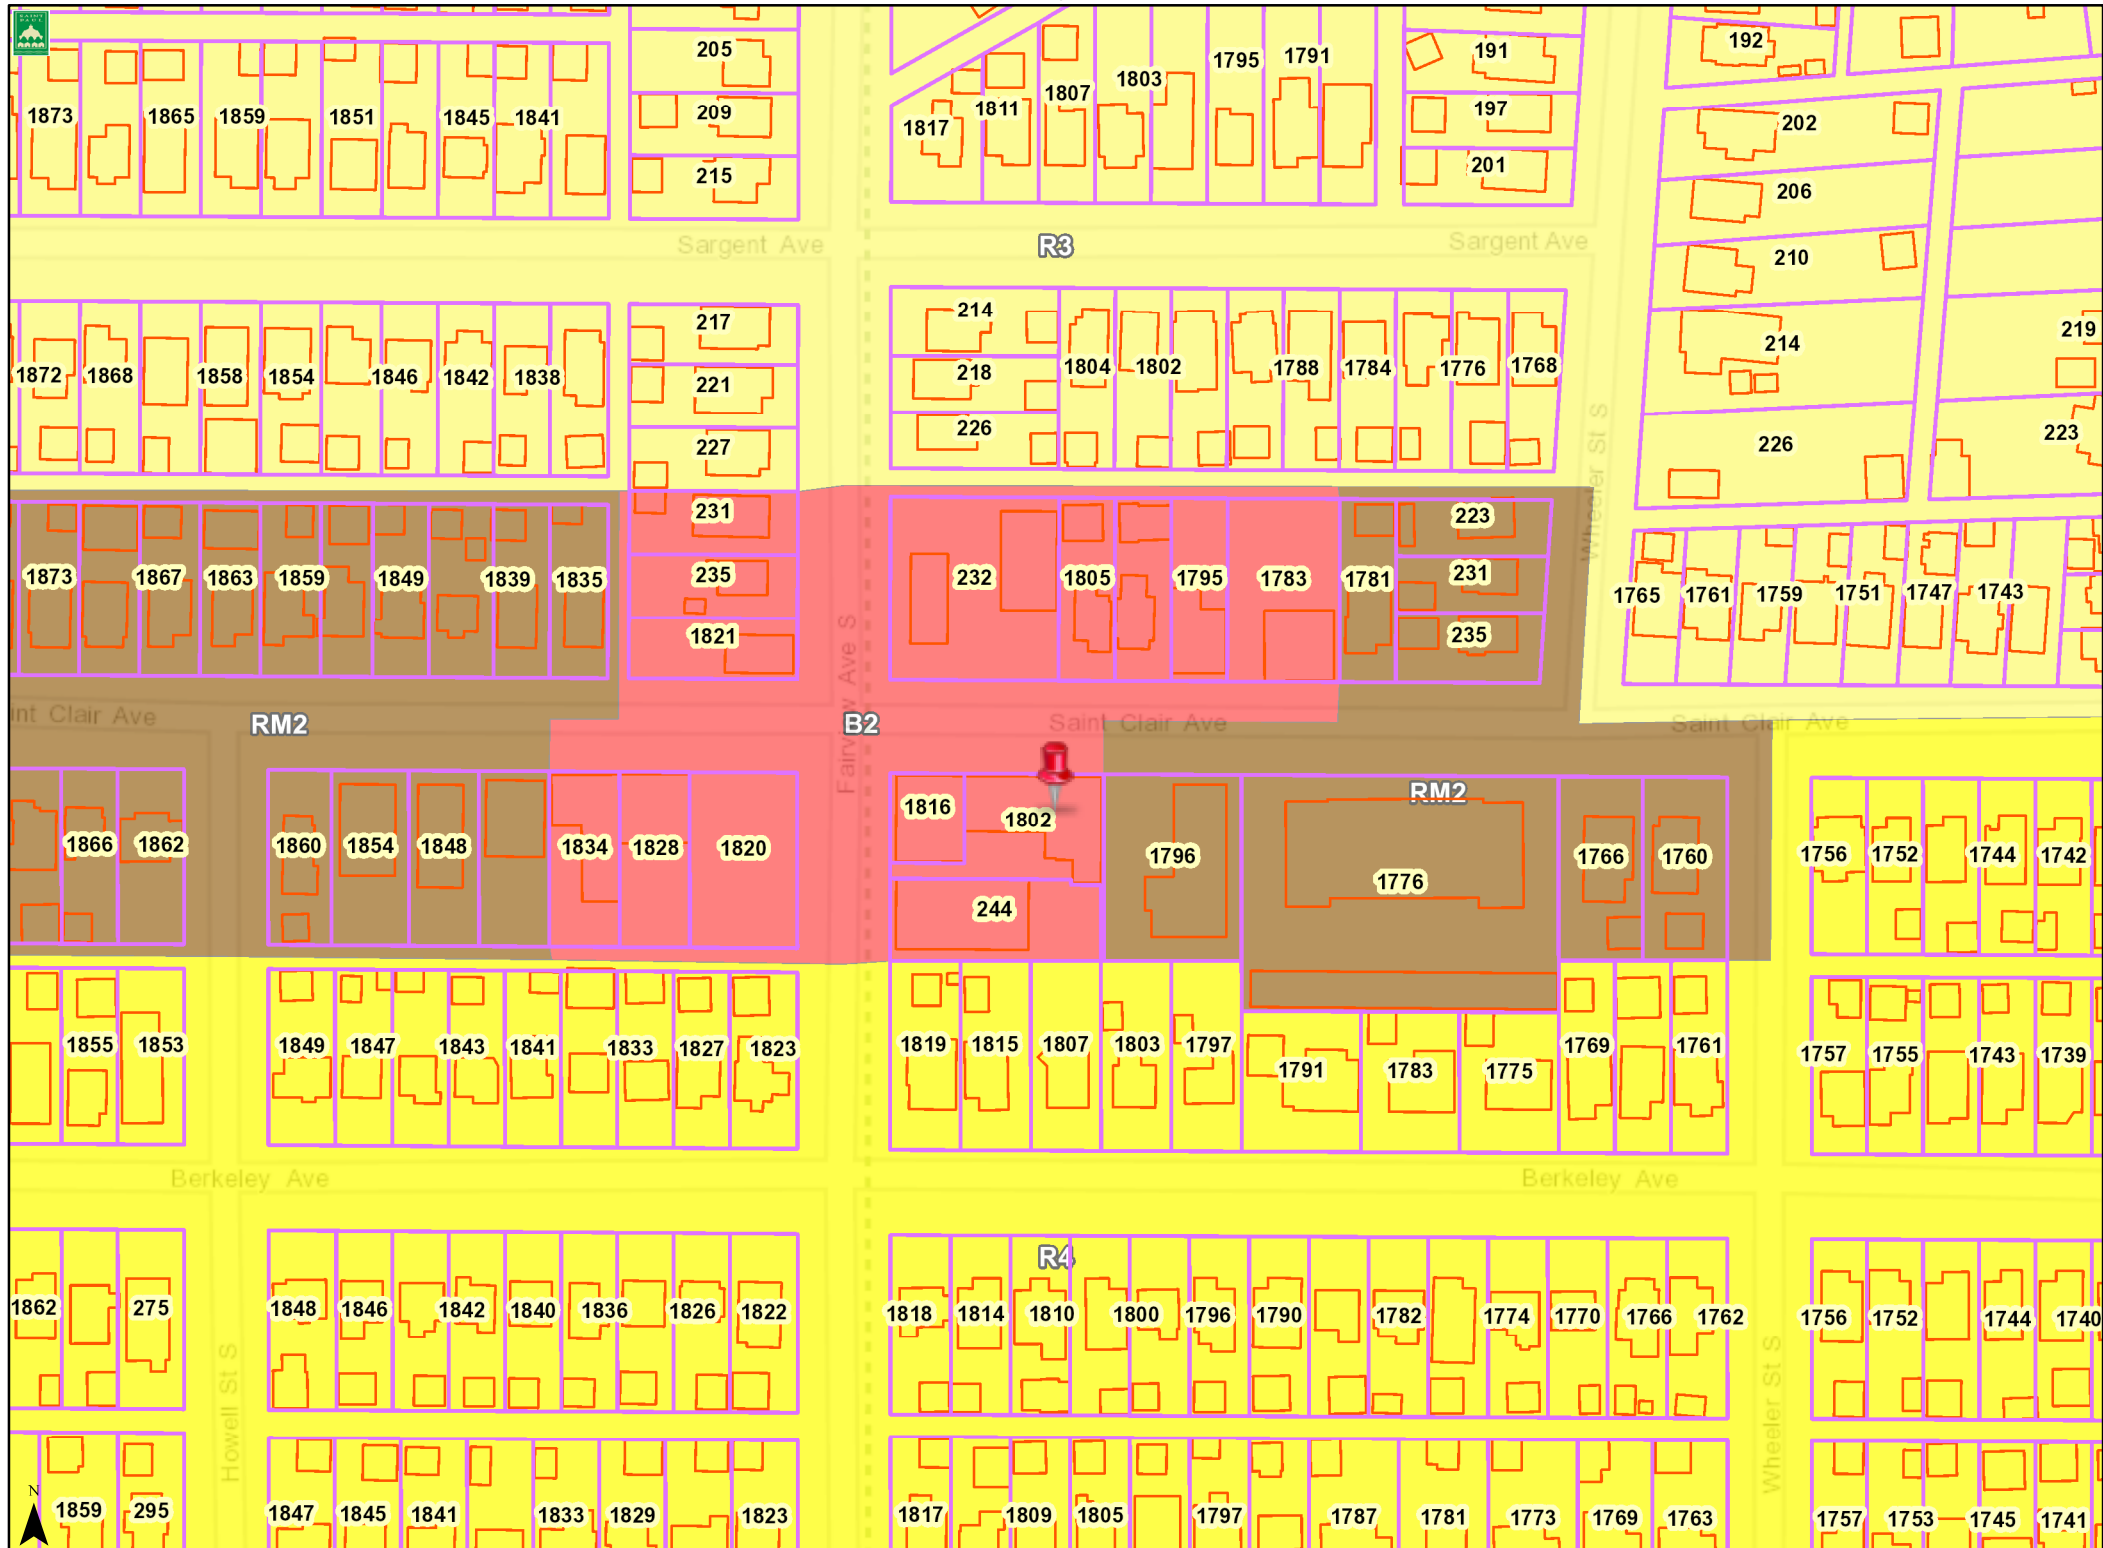 SAINT PAUL
205
1873 1865 1859 1851 1845 1841
209
215
1817 1811 1807 1803 1795 1791
191
197
201
192
202
206
210
214
226
219
223
Sargent Ave
R3
Sargent Ave
1872 1868 1858 1854 1846 1842 1838
217
221
227
214
218
226
1804 1802 1788 1784 1776 1768
Wheeler St S
1873 1867 1863 1859 1849 1839 1835
231
235
1821
Fairview Ave S
232 1805 1795 1783 1781
223
231
235
1765 1761 1759 1751 1747 1743
int Clair Ave
RM2
B2
Saint Clair Ave
Saint Clair Ave
1866 1862
1860 1854 1848 1834 1828 1820
1816 1802
244
1796
RM2
1776
1766 1760
1756 1752 1744 1742
1855 1853
1849 1847 1843 1841 1833 1827 1823
1819 1815 1807 1803 1797
1791 1783 1775
1769 1761
1757 1755 1743 1739
Berkeley Ave
Berkeley Ave
R4
1862 275
1848 1846 1842 1840 1836 1826 1822
1818 1814 1810 1800 1796 1790 1782 1774 1770 1766 1762
1756 1752 1744 1740
Howell St S
Wheeler St S
N
1859 295
1847 1845 1841 1833 1829 1823
1817 1809 1805 1797 1787 1781 1773 1769 1763
1757 1753 1745 1741